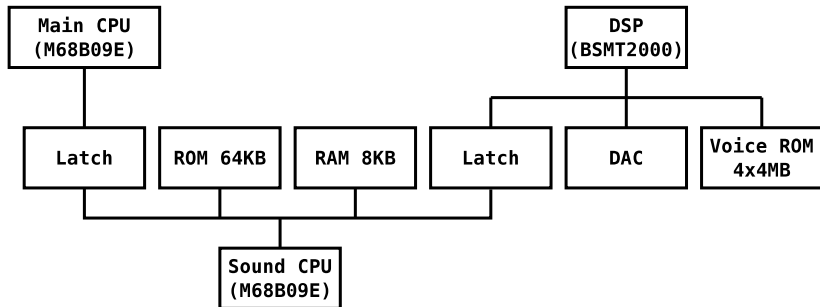 Main CPU
(M68B09E)
DSP
(BSMT2000)
Latch
ROM 64KB
RAM 8KB
Latch
DAC
Voice ROM
4x4MB
Sound CPU
(M68B09E)